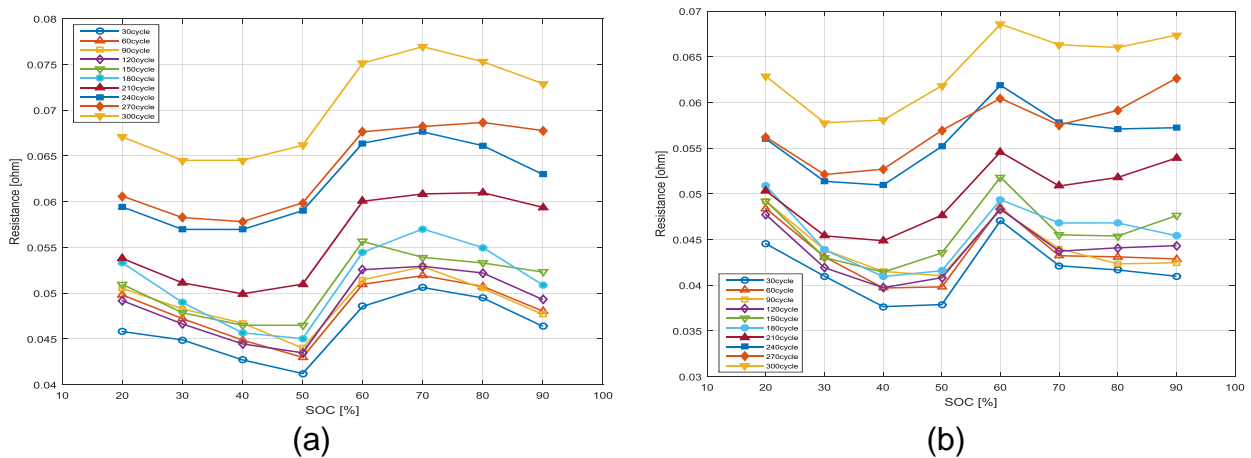 0.08
0.075
0.07
0.065
0.06
0.055
0.05
0.045
0.04
Resistance [ohm]
30cycle
60cycle
90cycle
120cycle
150cycle
180cycle
210cycle
240cycle
270cycle
300cycle
10 20 30 40 50 60 70 80 90 100
SOC [%]
(a)
0.07
0.065
0.06
0.055
0.05
0.045
0.04
0.035
0.03
Resistance [ohm]
30cycle
60cycle
90cycle
120cycle
150cycle
180cycle
210cycle
240cycle
270cycle
300cycle
10 20 30 40 50 60 70 80 90 100
SOC [%]
(b)